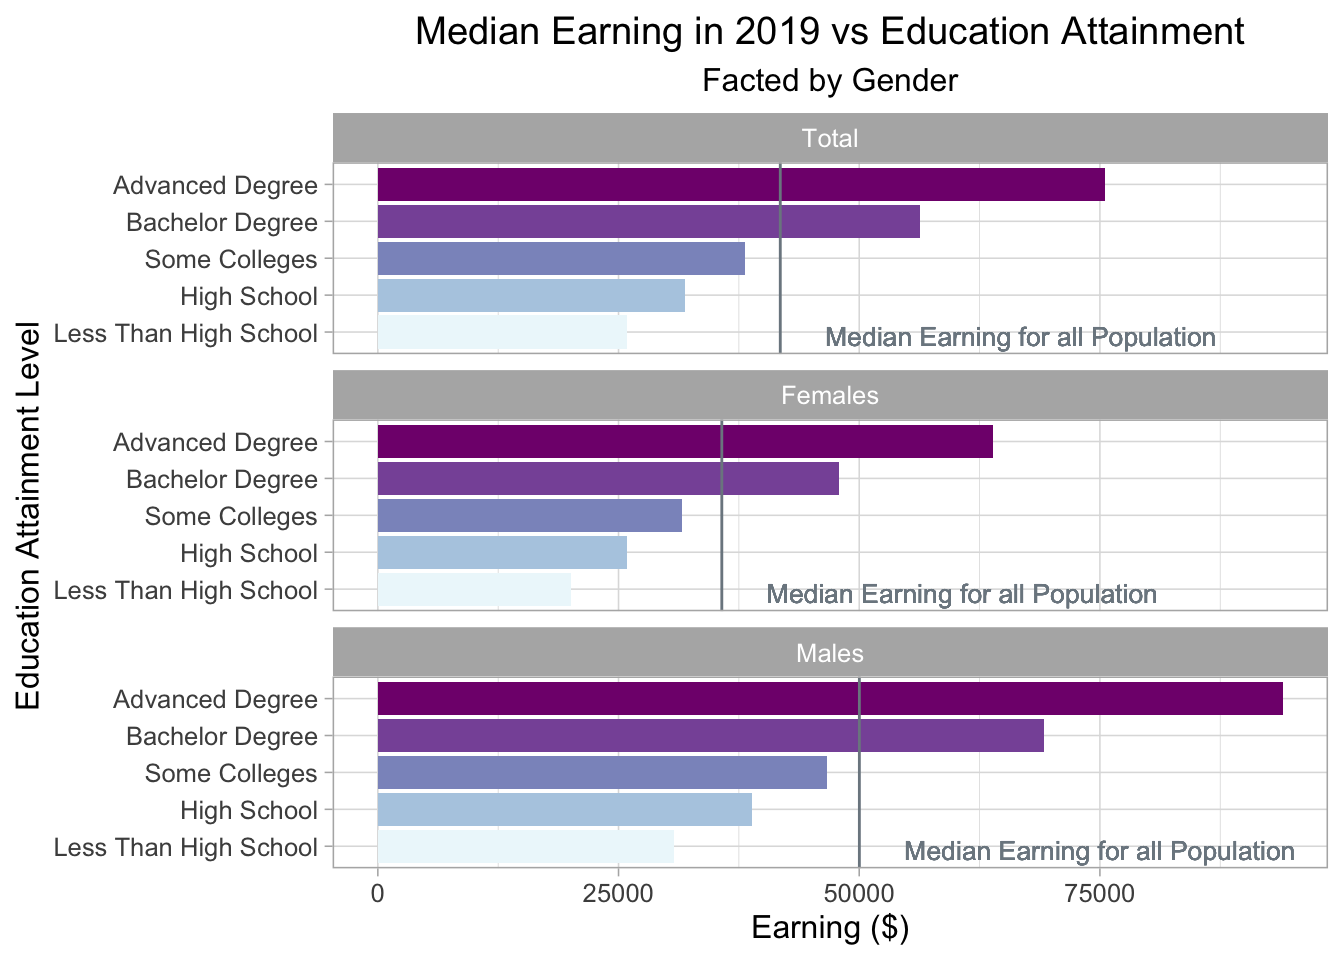 Median Earning in 2019 vs Education Attainment
Facted by Gender
Education Attainment Level
Total
Advanced Degree
Bachelor Degree
Some Colleges
High School
Less Than High School
Median Earning for all Population
Females
Advanced Degree
Bachelor Degree
Some Colleges
High School
Less Than High School
Median Earning for all Population
Males
Advanced Degree
Bachelor Degree
Some Colleges
High School
Less Than High School
Median Earning for all Population
0 25000 50000 75000
Earning ($)